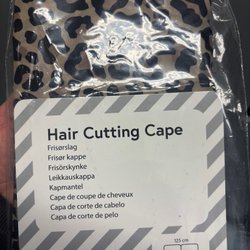 Hair Cutting Cape
Frisørslag
Frisør kappe
Frisörskynke
Leikkauskappa
Kapmantel
Cape de coupe de cheveux
Capa de corte de cabelo
Capa de corte de pelo
125 cm